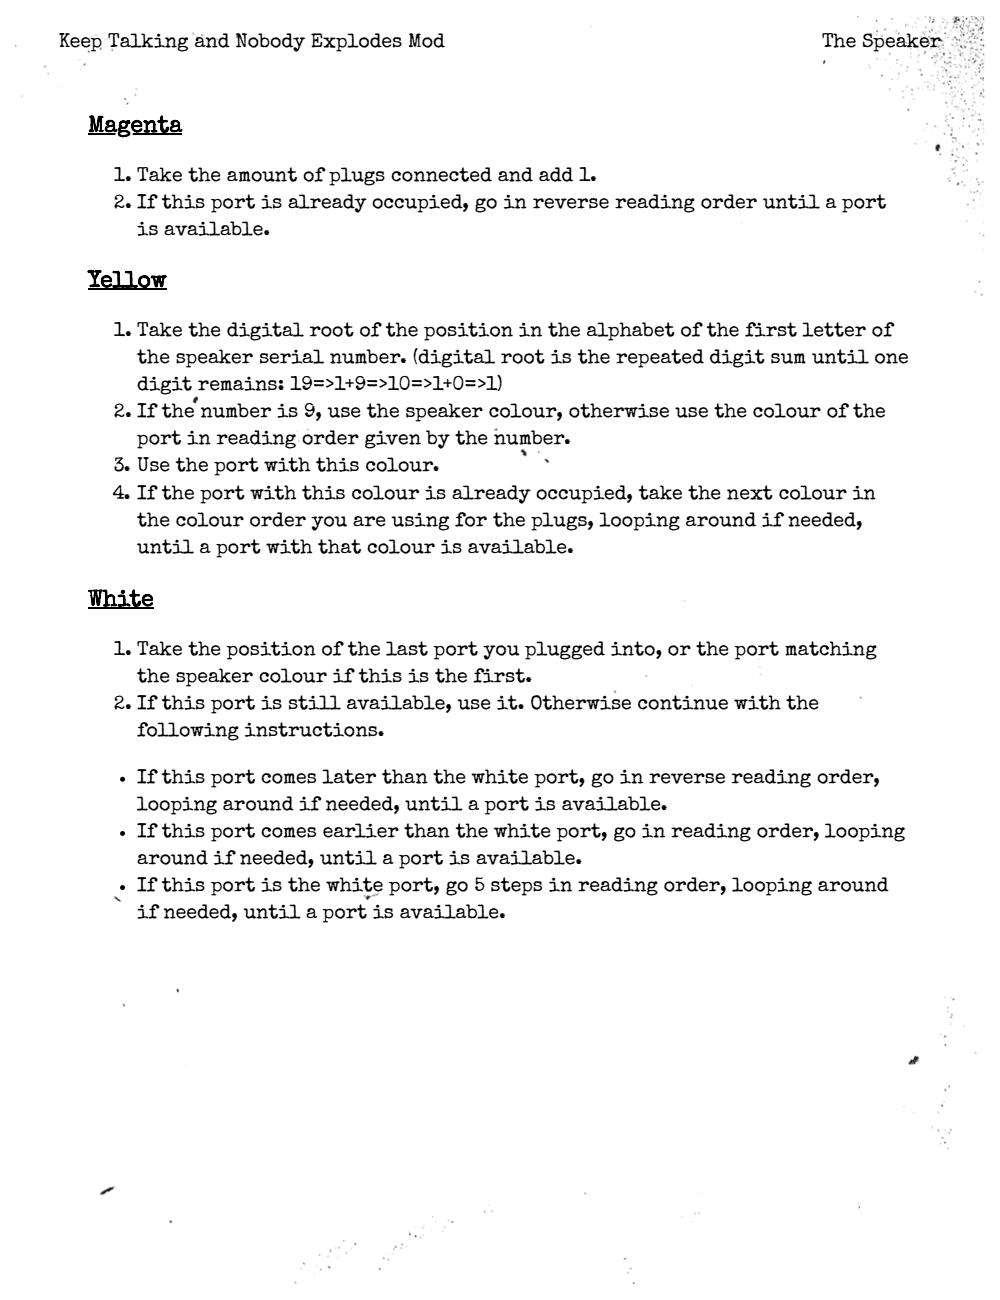 Keep Talking and Nobody Explodes Mod
The Speaker
Magenta
1. Take the amount of plugs connected and add 1.
2. If this port is already occupied, go in reverse reading order until a port
is available.
Yellow
1. Take the digital root of the position in the alphabet of the first letter of
the speaker serial number. (digital root is the repeated digit sum until one
digit remains: 19=>1+9=>10=>1+0=>1)
2. If the number is 9, use the speaker colour, otherwise use the colour of the
port in reading order given by the number.
3. Use the port with this colour.
4. If the port with this colour is already occupied, take the next colour in
the colour order you are using for the plugs, looping around if needed,
until a port with that colour is available.
White
1. Take the position of the last port you plugged into, or the port matching
the speaker colour if this is the first.
2. If this port is still available, use it. Otherwise continue with the
following instructions.
• If this port comes later than the white port, go in reverse reading order,
looping around if needed, until a port is available.
• If this port comes earlier than the white port, go in reading order, looping
around if needed, until a port is available.
• If this port is the white port, go 5 steps in reading order, looping around
if needed, until a port is available.